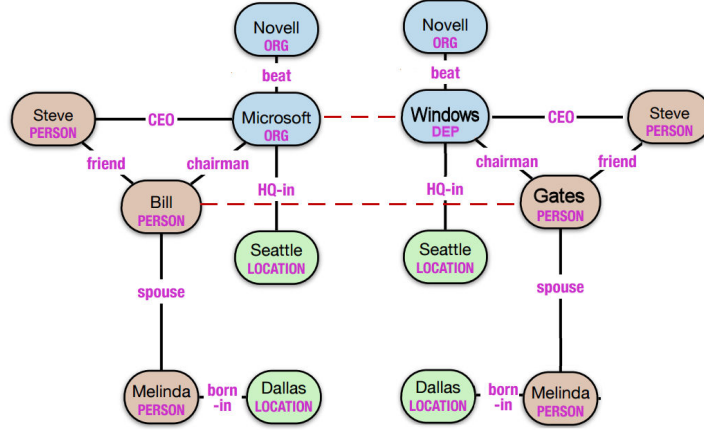 Novell
ORG
Novell
ORG
beat
beat
Steve
PERSON
CEO
Microsoft
ORG
Windows
DEP
CEO
Steve
PERSON
friend
chairman
chairman
friend
HQ-in
HQ-in
Bill
PERSON
Gates
PERSON
Seattle
LOCATION
Seattle
LOCATION
spouse
spouse
Melinda
PERSON
born
-in
Dallas
LOCATION
Dallas
LOCATION
born
-in
Melinda
PERSON